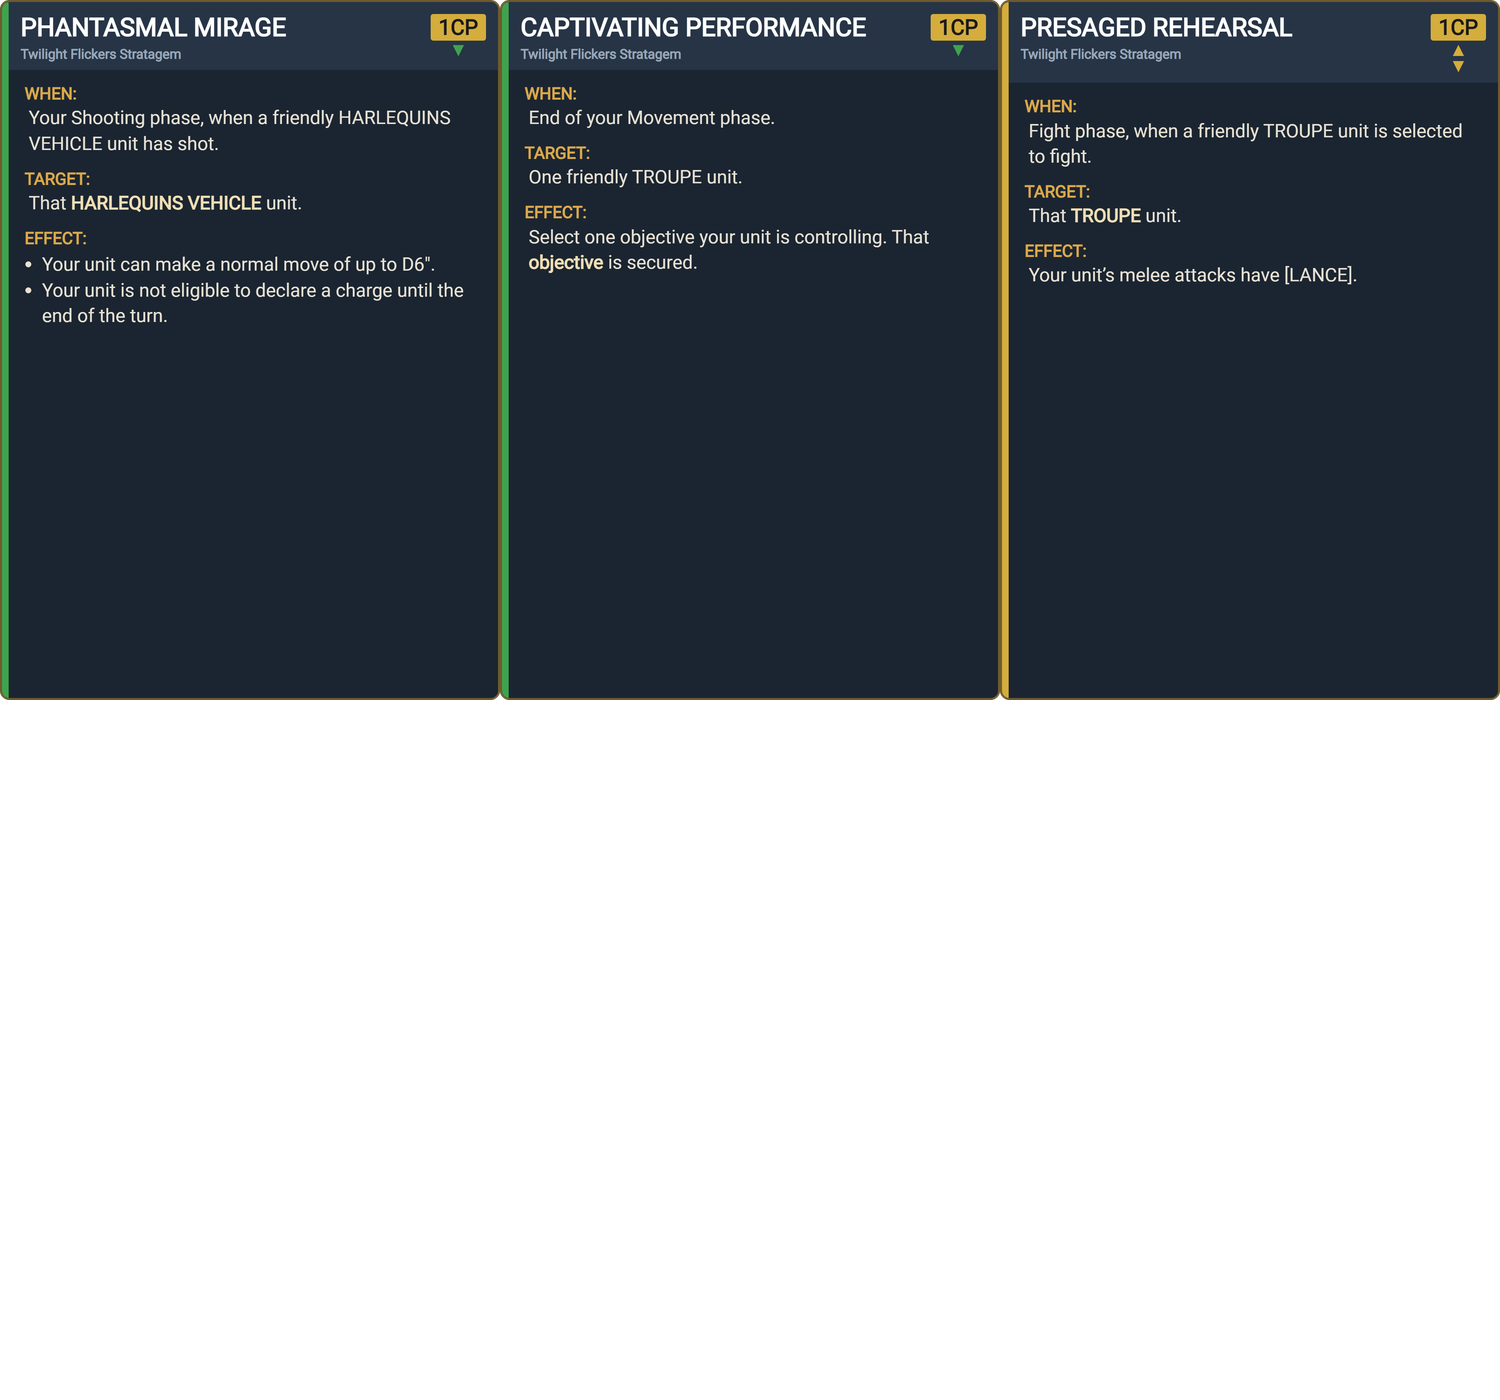 PHANTASMAL MIRAGE
1CP
Twilight Flickers Stratagem
WHEN:
Your Shooting phase, when a friendly HARLEQUINS
VEHICLE unit has shot.
TARGET:
That HARLEQUINS VEHICLE unit.
EFFECT:
• Your unit can make a normal move of up to D6".
• Your unit is not eligible to declare a charge until the
end of the turn.
CAPTIVATING PERFORMANCE
1CP
Twilight Flickers Stratagem
WHEN:
End of your Movement phase.
TARGET:
One friendly TROUPE unit.
EFFECT:
Select one objective your unit is controlling. That
objective is secured.
PRESAGED REHEARSAL
1CP
Twilight Flickers Stratagem
WHEN:
Fight phase, when a friendly TROUPE unit is selected
to fight.
TARGET:
That TROUPE unit.
EFFECT:
Your unit’s melee attacks have [LANCE].